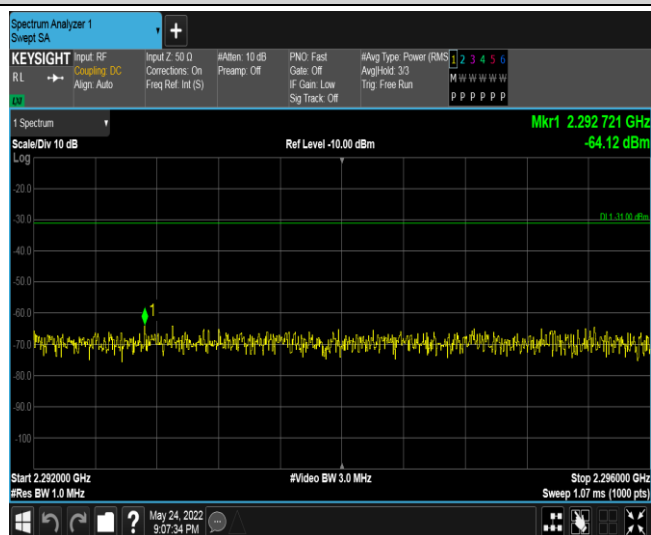 Spectrum Analyzer 1
Swept SA
+
KEYSIGHT
RL
LXI
Input: RF
Coupling: DC
Align: Auto
Input Z: 50 Ω
Corrections: On
Freq Ref: Int (S)
#Atten: 10 dB
Preamp: Off
PNO: Fast
Gate: Off
IF Gain: Low
Sig Track: Off
#Avg Type: Power (RMS
Avg|Hold: 3/3
Trig: Free Run
1 2 3 4 5 6
M W W W W W
P P P P P P
1 Spectrum
Mkr1 2.292 721 GHz
Scale/Div 10 dB
Ref Level -10.00 dBm
-64.12 dBm
Log
-20.0
-30.0
DL1 -31.00 dBm
-40.0
-50.0
-60.0
1
-70.0
-80.0
-90.0
-100
Start 2.292000 GHz
#Video BW 3.0 MHz
Stop 2.296000 GHz
#Res BW 1.0 MHz
Sweep 1.07 ms (1000 pts)
?
May 24, 2022
9:07:34 PM